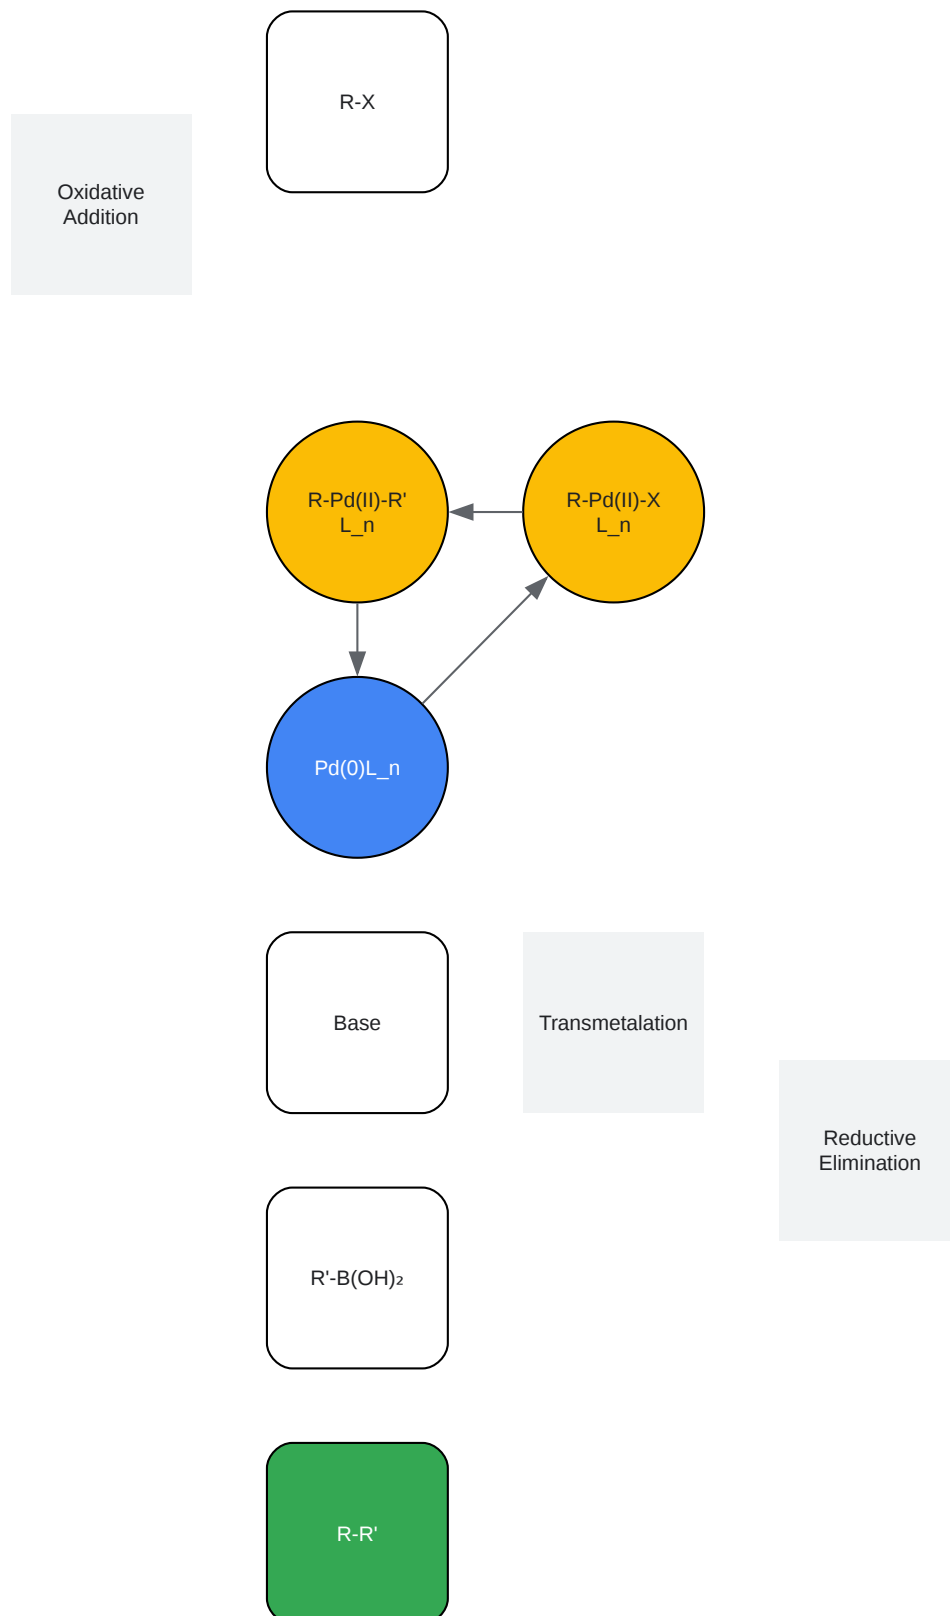 R-X
Oxidative
Addition
R-Pd(II)-R'
L_n
R-Pd(II)-X
L_n
Pd(0)L_n
Base
Transmetalation
Reductive
Elimination
R'-B(OH)₂
R-R'